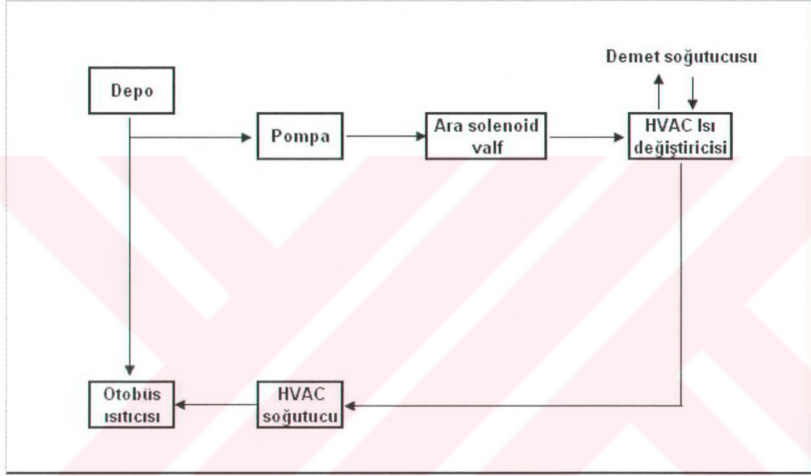 Demet soğutucusu
Depo
Pompa
Ara solenoid
valf
HVAC Isı
değiştiricisi
Otobüs
ısıtıcısı
HVAC
soğutucu